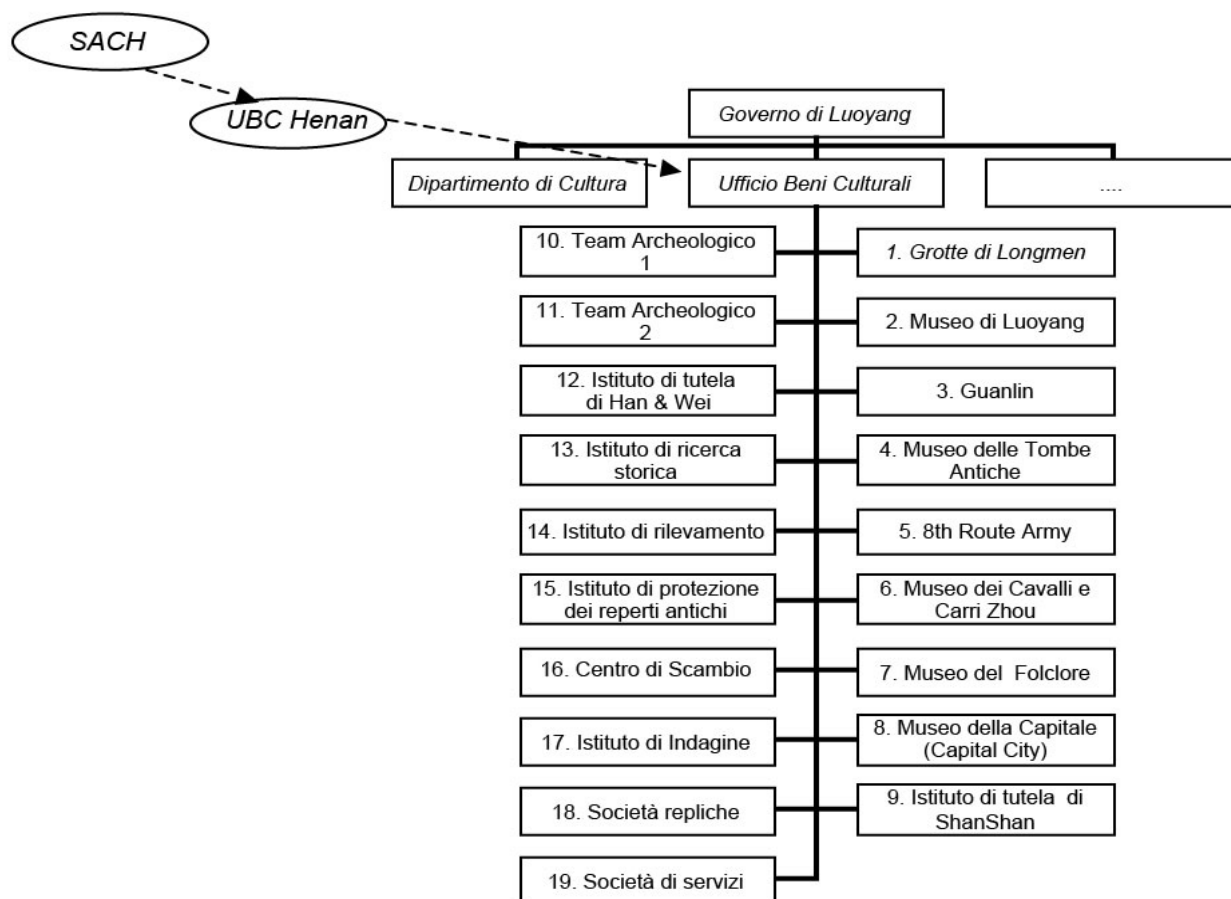 SACH
UBC Henan
Governo di Luoyang
Dipartimento di Cultura
Ufficio Beni Culturali
....
10. Team Archeologico
1
1. Grotte di Longmen
11. Team Archeologico
2
2. Museo di Luoyang
12. Istituto di tutela
di Han & Wei
3. Guanlin
13. Istituto di ricerca
storica
4. Museo delle Tombe
Antiche
14. Istituto di rilevamento
5. 8th Route Army
15. Istituto di protezione
dei reperti antichi
6. Museo dei Cavalli e
Carri Zhou
16. Centro di Scambio
7. Museo del Folclore
17. Istituto di Indagine
8. Museo della Capitale
(Capital City)
18. Società repliche
9. Istituto di tutela di
ShanShan
19. Società di servizi